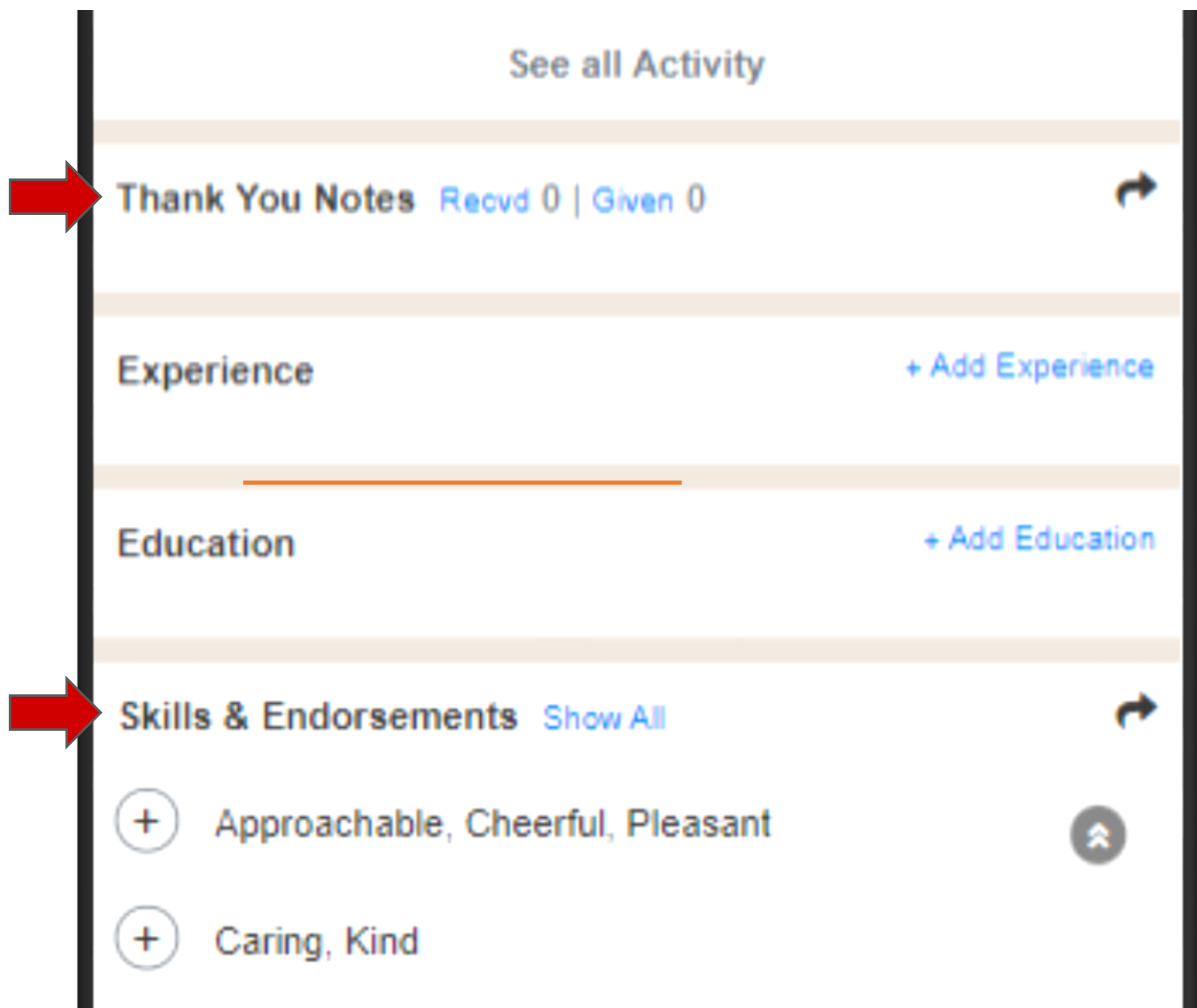 See all Activity
Thank You Notes Recvd 0 | Given 0
Experience + Add Experience
Education + Add Education
Skills & Endorsements Show All
+ Approachable, Cheerful, Pleasant
+ Caring, Kind